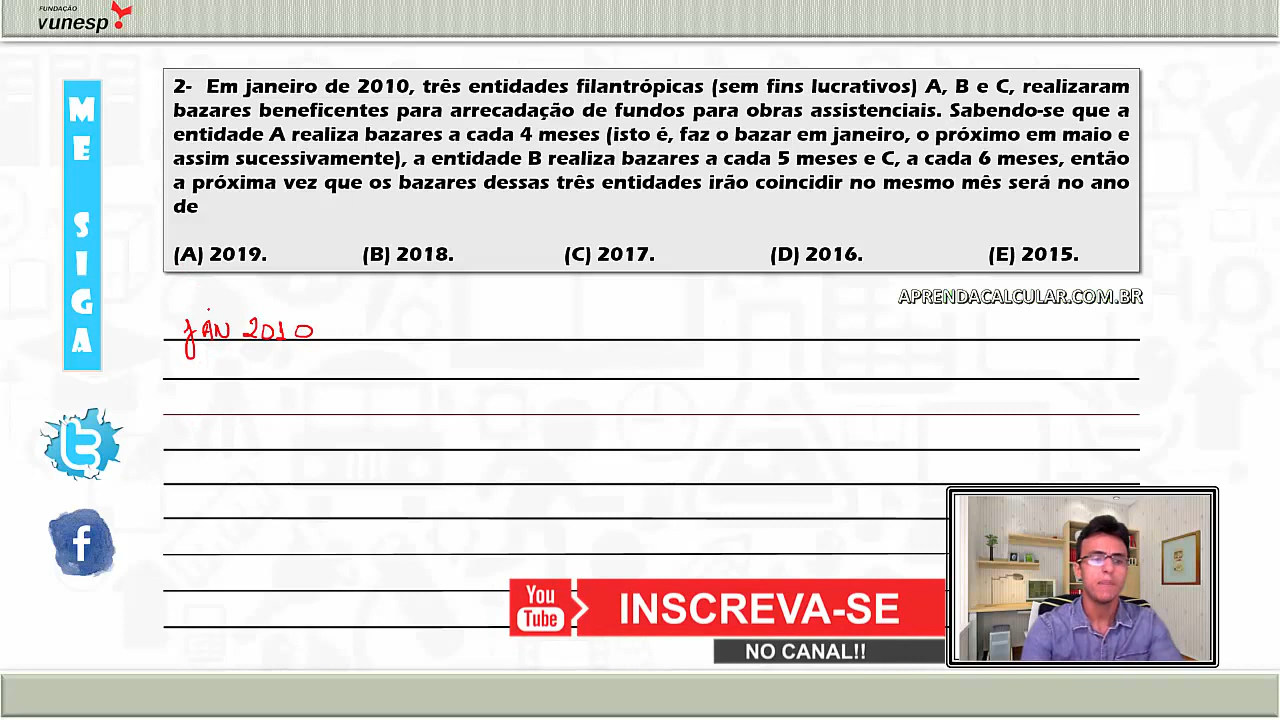 FUNDAÇÃO
vunesp
ME SIGA
2- Em janeiro de 2010, três entidades filantrópicas (sem fins lucrativos) A, B e C, realizaram
bazares beneficentes para arrecadação de fundos para obras assistenciais. Sabendo-se que a
entidade A realiza bazares a cada 4 meses (isto é, faz o bazar em janeiro, o próximo em maio e
assim sucessivamente), a entidade B realiza bazares a cada 5 meses e C, a cada 6 meses, então
a próxima vez que os bazares dessas três entidades irão coincidir no mesmo mês será no ano
de
(A) 2019. (B) 2018. (C) 2017. (D) 2016. (E) 2015.
APRENDACALCULAR.COM.BR
JAN 2010
You
Tube
INSCREVA-SE
NO CANAL!!